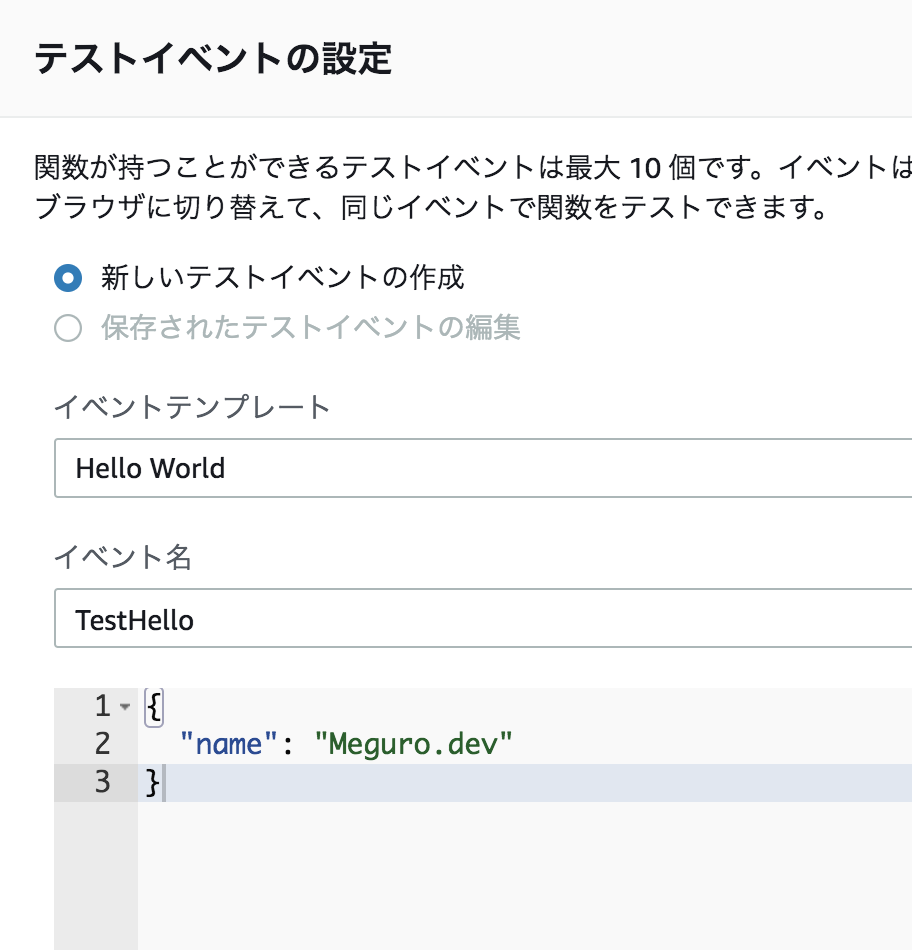 テストイベントの設定
関数が持つことができるテストイベントは最大 10 個です。イベントは
ブラウザに切り替えて、同じイベントで関数をテストできます。
新しいテストイベントの作成
保存されたテストイベントの編集
イベントテンプレート
Hello World
イベント名
TestHello
1 {
2 "name": "Meguro.dev"
3 }